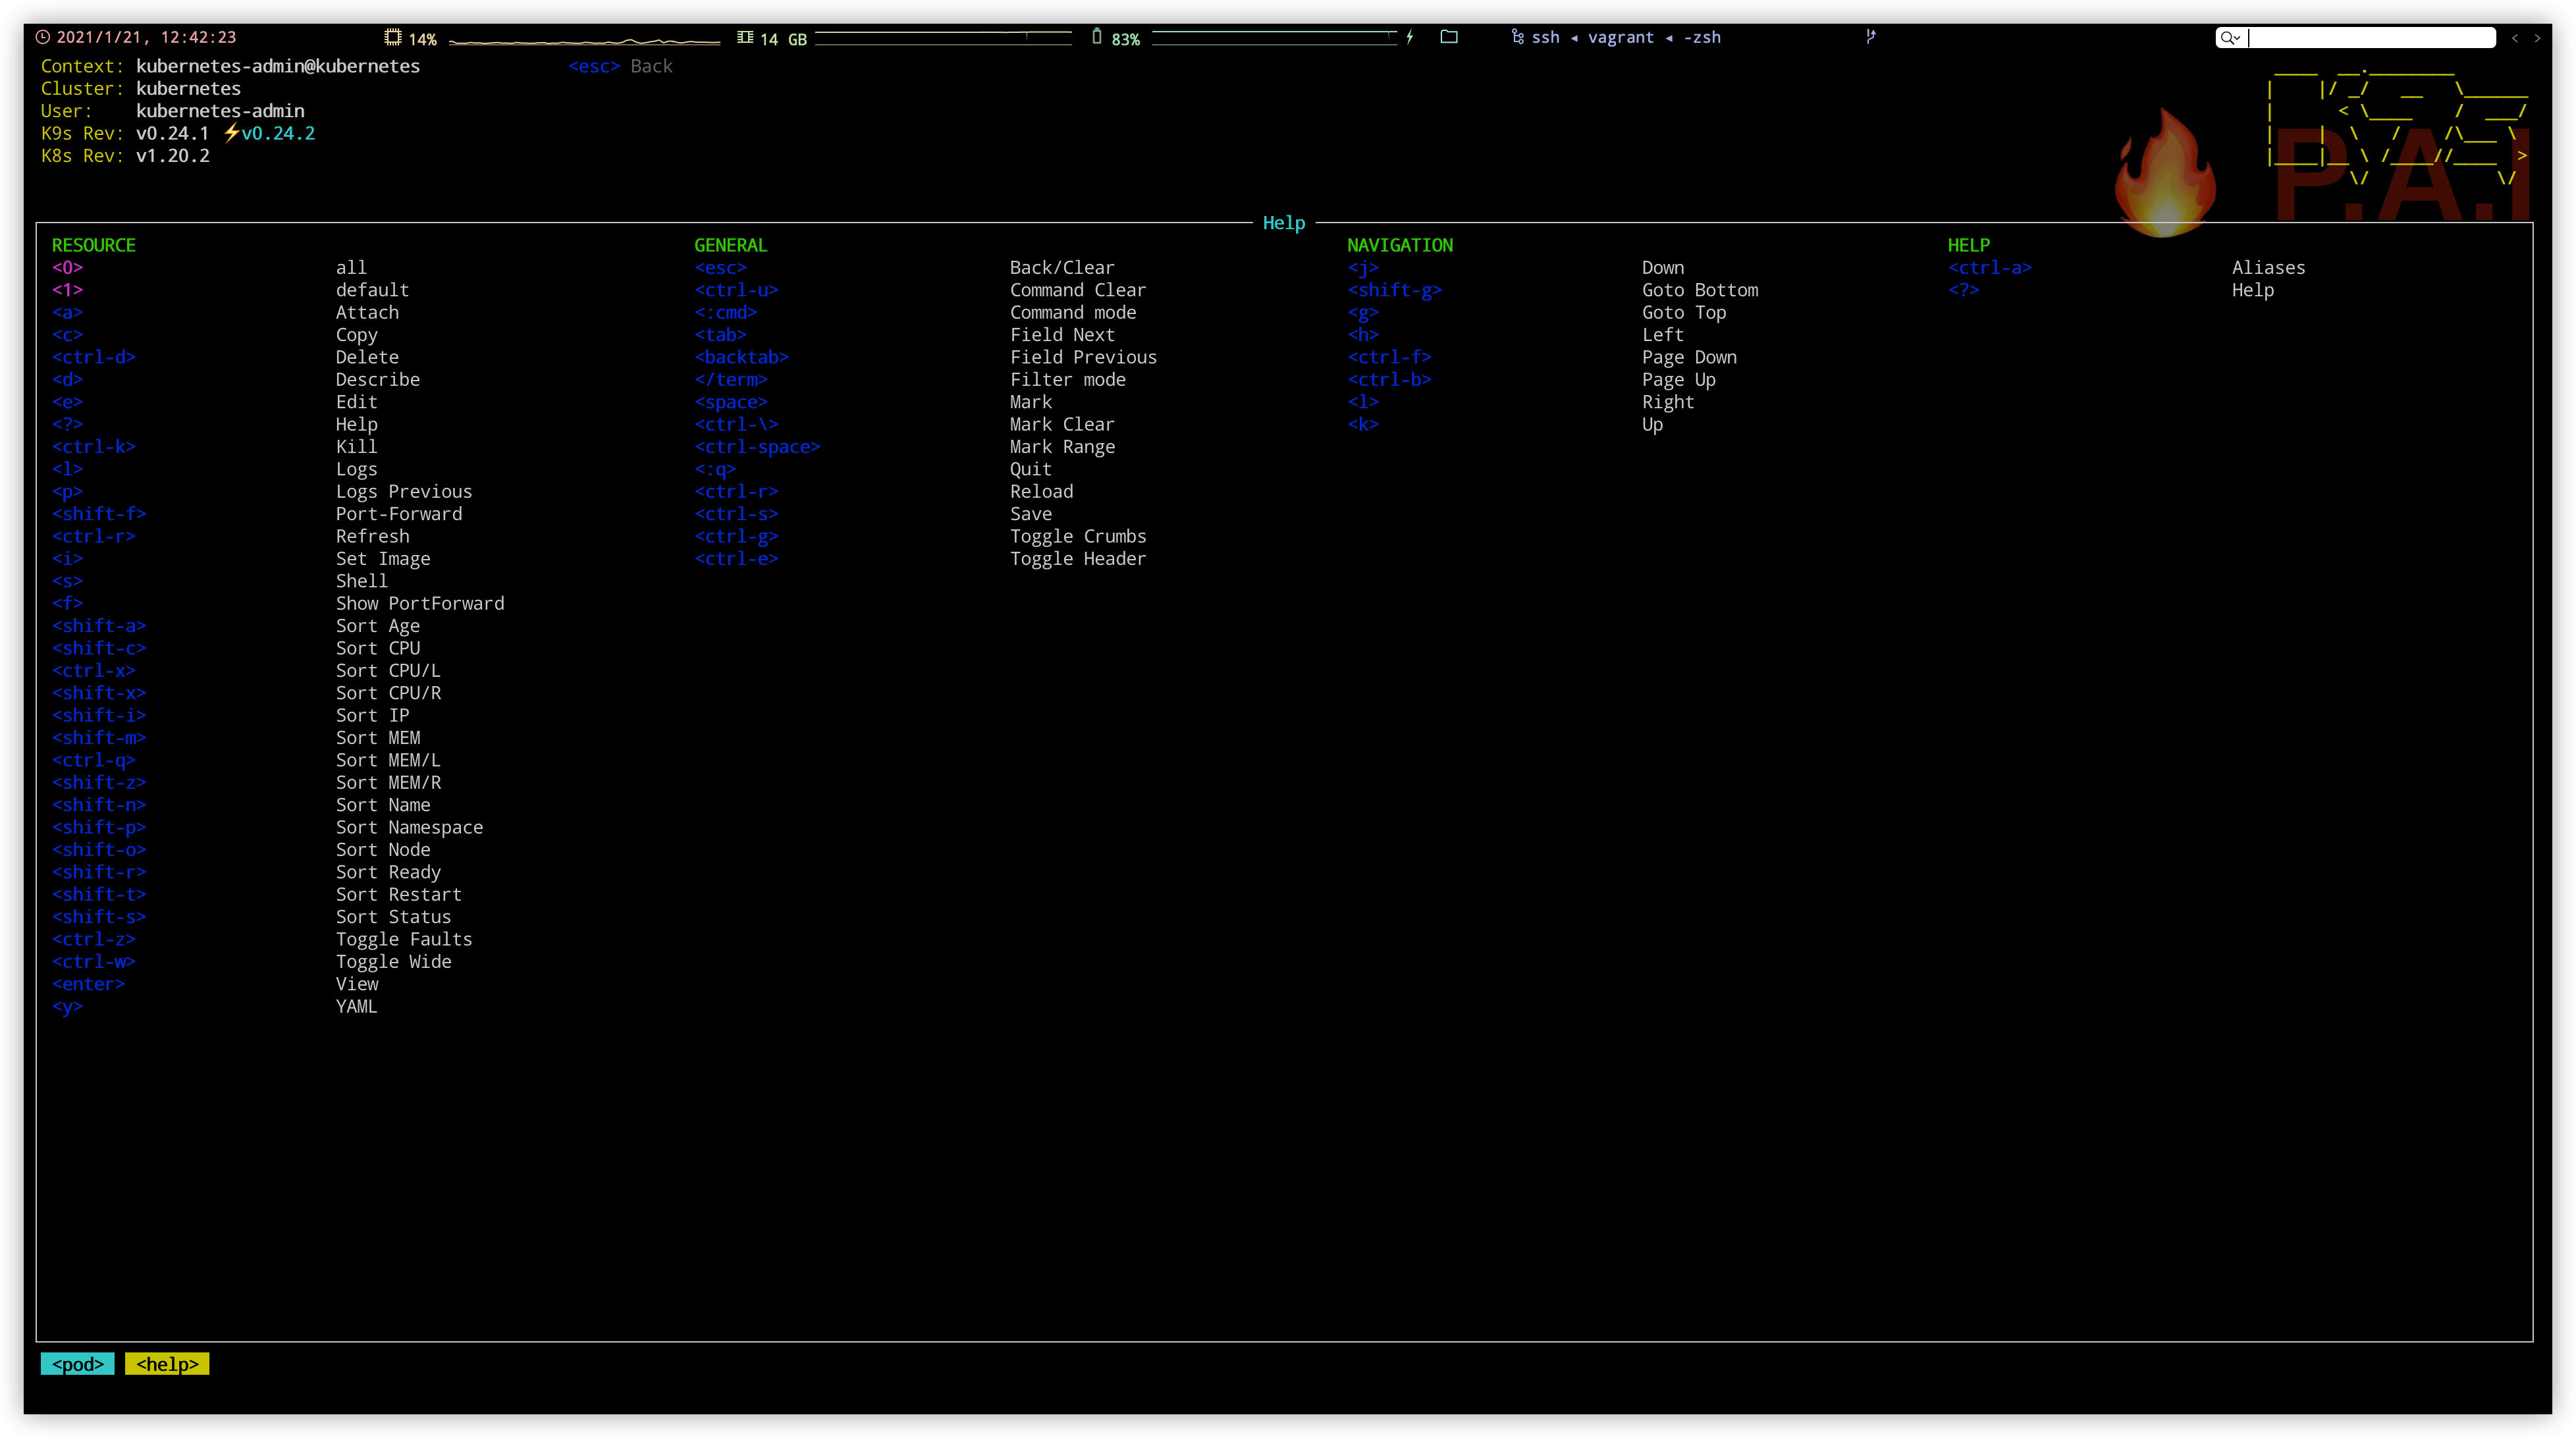 2021/1/21, 12:42:23 14% 14 GB 83% ssh ◂ vagrant ◂ -zsh
Context: kubernetes-admin@kubernetes <esc> Back
Cluster: kubernetes
User: kubernetes-admin
K9s Rev: v0.24.1 ⚡v0.24.2
K8s Rev: v1.20.2
P.A.I
Help
RESOURCE GENERAL NAVIGATION HELP
<0> all <esc> Back/Clear <j> Down <ctrl-a> Aliases
<1> default <ctrl-u> Command Clear <shift-g> Goto Bottom <?> Help
<a> Attach <:cmd> Command mode <g> Goto Top
<c> Copy <tab> Field Next <h> Left
<ctrl-d> Delete <backtab> Field Previous <ctrl-f> Page Down
<d> Describe </term> Filter mode <ctrl-b> Page Up
<e> Edit <space> Mark <l> Right
<?> Help <ctrl-\> Mark Clear <k> Up
<ctrl-k> Kill <ctrl-space> Mark Range
<l> Logs <:q> Quit
<p> Logs Previous <ctrl-r> Reload
<shift-f> Port-Forward <ctrl-s> Save
<ctrl-r> Refresh <ctrl-g> Toggle Crumbs
<i> Set Image <ctrl-e> Toggle Header
<s> Shell
<f> Show PortForward
<shift-a> Sort Age
<shift-c> Sort CPU
<ctrl-x> Sort CPU/L
<shift-x> Sort CPU/R
<shift-i> Sort IP
<shift-m> Sort MEM
<ctrl-q> Sort MEM/L
<shift-z> Sort MEM/R
<shift-n> Sort Name
<shift-p> Sort Namespace
<shift-o> Sort Node
<shift-r> Sort Ready
<shift-t> Sort Restart
<shift-s> Sort Status
<ctrl-z> Toggle Faults
<ctrl-w> Toggle Wide
<enter> View
<y> YAML
<pod> <help>